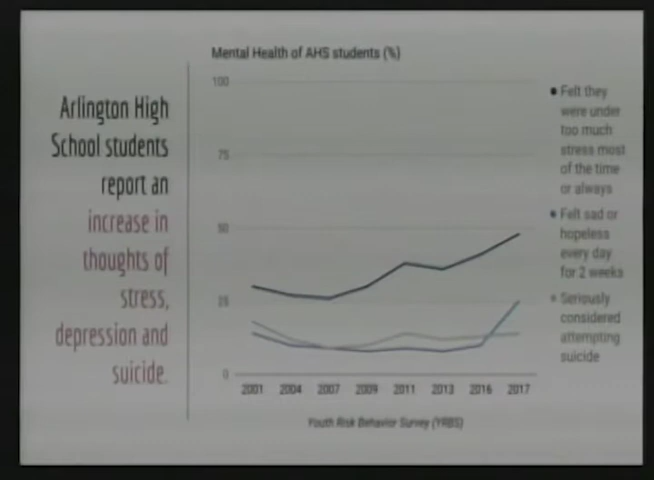 Mental Health of AHS students (%)
Arlington High
School students
report an
increase in
thoughts of
stress,
depression and
suicide.
100
75
50
25
0
2001 2004 2007 2009 2011 2013 2016 2017
Youth Risk Behavior Survey (YRBS)
Felt they
were under
too much
stress most
of the time
or always
Felt sad or
hopeless
every day
for 2 weeks
Seriously
considered
attempting
suicide